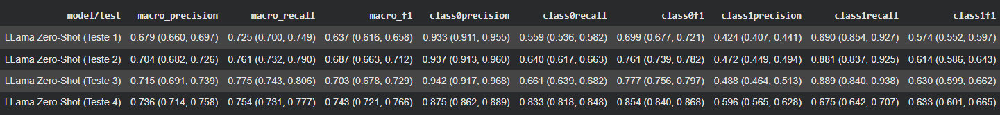 model/test macro_precision macro_recall macro_f1 class0precision class0recall class0f1 class1precision class1recall class1f1
LLama Zero-Shot (Teste 1) 0.679 (0.660, 0.697) 0.725 (0.700, 0.749) 0.637 (0.616, 0.658) 0.933 (0.911, 0.955) 0.559 (0.536, 0.582) 0.699 (0.677, 0.721) 0.424 (0.407, 0.441) 0.890 (0.854, 0.927) 0.574 (0.552, 0.597)
LLama Zero-Shot (Teste 2) 0.704 (0.682, 0.726) 0.761 (0.732, 0.790) 0.687 (0.663, 0.712) 0.937 (0.913, 0.960) 0.640 (0.617, 0.663) 0.761 (0.739, 0.782) 0.472 (0.449, 0.494) 0.881 (0.837, 0.925) 0.614 (0.586, 0.643)
LLama Zero-Shot (Teste 3) 0.715 (0.691, 0.739) 0.775 (0.743, 0.806) 0.703 (0.678, 0.729) 0.942 (0.917, 0.968) 0.661 (0.639, 0.682) 0.777 (0.756, 0.797) 0.488 (0.464, 0.513) 0.889 (0.840, 0.938) 0.630 (0.599, 0.662)
LLama Zero-Shot (Teste 4) 0.736 (0.714, 0.758) 0.754 (0.731, 0.777) 0.743 (0.721, 0.766) 0.875 (0.862, 0.889) 0.833 (0.818, 0.848) 0.854 (0.840, 0.868) 0.596 (0.565, 0.628) 0.675 (0.642, 0.707) 0.633 (0.601, 0.665)